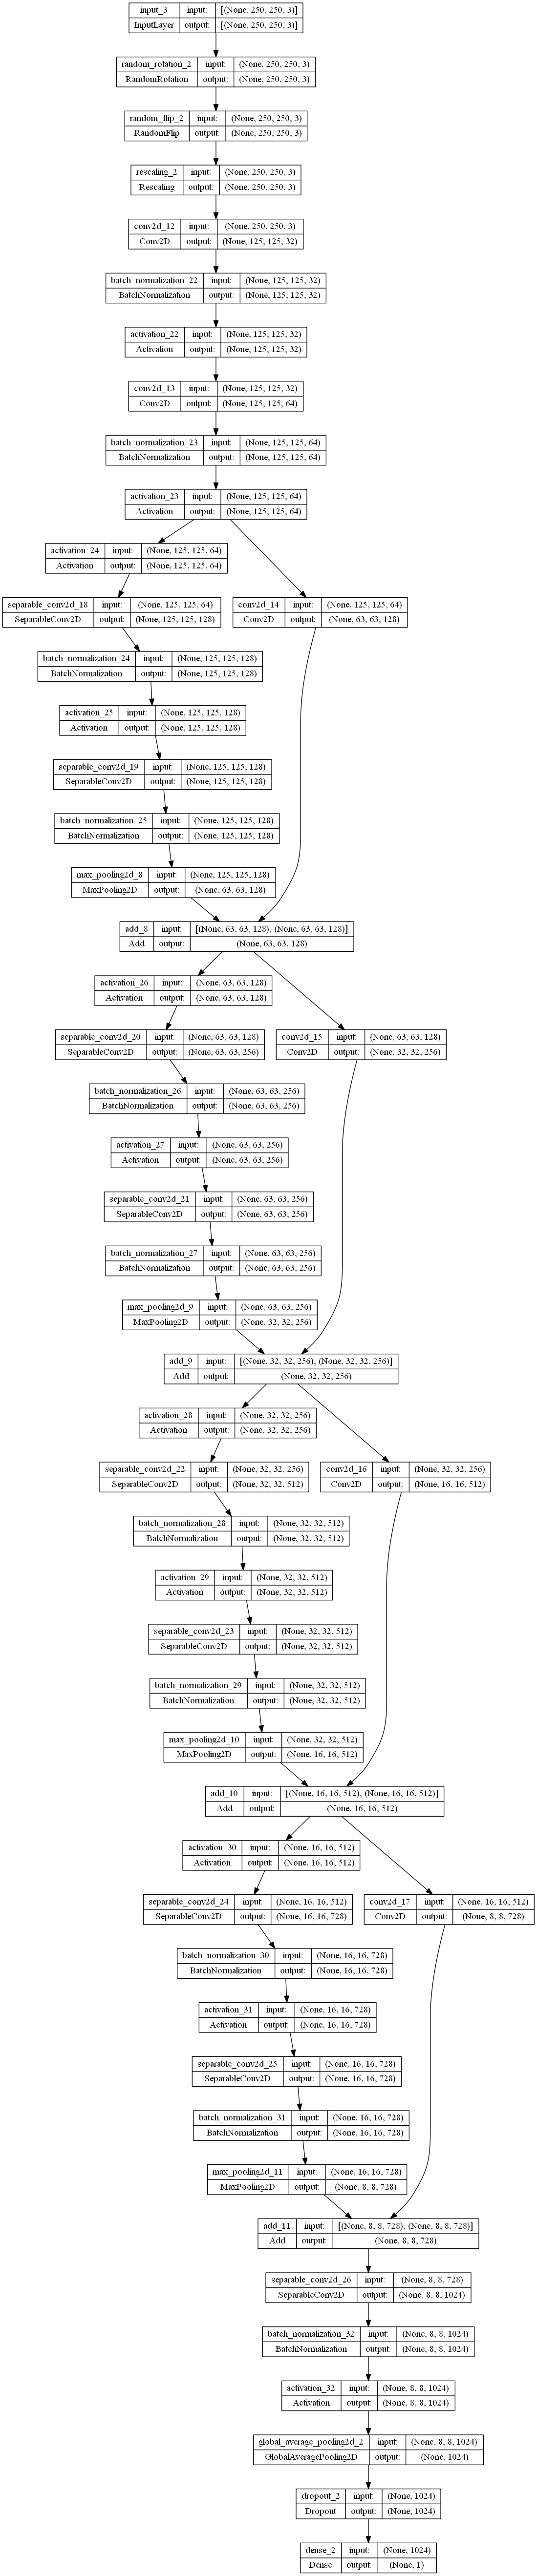 input_3 input: [(None, 250, 250, 3)]
InputLayer output: [(None, 250, 250, 3)]
random_rotation_2 input: (None, 250, 250, 3)
RandomRotation output: (None, 250, 250, 3)
random_flip_2 input: (None, 250, 250, 3)
RandomFlip output: (None, 250, 250, 3)
rescaling_2 input: (None, 250, 250, 3)
Rescaling output: (None, 250, 250, 3)
conv2d_12 input: (None, 250, 250, 3)
Conv2D output: (None, 125, 125, 32)
batch_normalization_22 input: (None, 125, 125, 32)
BatchNormalization output: (None, 125, 125, 32)
activation_22 input: (None, 125, 125, 32)
Activation output: (None, 125, 125, 32)
conv2d_13 input: (None, 125, 125, 32)
Conv2D output: (None, 125, 125, 64)
batch_normalization_23 input: (None, 125, 125, 64)
BatchNormalization output: (None, 125, 125, 64)
activation_23 input: (None, 125, 125, 64)
Activation output: (None, 125, 125, 64)
activation_24 input: (None, 125, 125, 64)
Activation output: (None, 125, 125, 64)
separable_conv2d_18 input: (None, 125, 125, 64) conv2d_14 input: (None, 125, 125, 64)
SeparableConv2D output: (None, 125, 125, 128) Conv2D output: (None, 63, 63, 128)
batch_normalization_24 input: (None, 125, 125, 128)
BatchNormalization output: (None, 125, 125, 128)
activation_25 input: (None, 125, 125, 128)
Activation output: (None, 125, 125, 128)
separable_conv2d_19 input: (None, 125, 125, 128)
SeparableConv2D output: (None, 125, 125, 128)
batch_normalization_25 input: (None, 125, 125, 128)
BatchNormalization output: (None, 125, 125, 128)
max_pooling2d_8 input: (None, 125, 125, 128)
MaxPooling2D output: (None, 63, 63, 128)
add_8 input: [(None, 63, 63, 128), (None, 63, 63, 128)]
Add output: (None, 63, 63, 128)
activation_26 input: (None, 63, 63, 128)
Activation output: (None, 63, 63, 128)
separable_conv2d_20 input: (None, 63, 63, 128) conv2d_15 input: (None, 63, 63, 128)
SeparableConv2D output: (None, 63, 63, 256) Conv2D output: (None, 32, 32, 256)
batch_normalization_26 input: (None, 63, 63, 256)
BatchNormalization output: (None, 63, 63, 256)
activation_27 input: (None, 63, 63, 256)
Activation output: (None, 63, 63, 256)
separable_conv2d_21 input: (None, 63, 63, 256)
SeparableConv2D output: (None, 63, 63, 256)
batch_normalization_27 input: (None, 63, 63, 256)
BatchNormalization output: (None, 63, 63, 256)
max_pooling2d_9 input: (None, 63, 63, 256)
MaxPooling2D output: (None, 32, 32, 256)
add_9 input: [(None, 32, 32, 256), (None, 32, 32, 256)]
Add output: (None, 32, 32, 256)
activation_28 input: (None, 32, 32, 256)
Activation output: (None, 32, 32, 256)
separable_conv2d_22 input: (None, 32, 32, 256) conv2d_16 input: (None, 32, 32, 256)
SeparableConv2D output: (None, 32, 32, 512) Conv2D output: (None, 16, 16, 512)
batch_normalization_28 input: (None, 32, 32, 512)
BatchNormalization output: (None, 32, 32, 512)
activation_29 input: (None, 32, 32, 512)
Activation output: (None, 32, 32, 512)
separable_conv2d_23 input: (None, 32, 32, 512)
SeparableConv2D output: (None, 32, 32, 512)
batch_normalization_29 input: (None, 32, 32, 512)
BatchNormalization output: (None, 32, 32, 512)
max_pooling2d_10 input: (None, 32, 32, 512)
MaxPooling2D output: (None, 16, 16, 512)
add_10 input: [(None, 16, 16, 512), (None, 16, 16, 512)]
Add output: (None, 16, 16, 512)
activation_30 input: (None, 16, 16, 512)
Activation output: (None, 16, 16, 512)
separable_conv2d_24 input: (None, 16, 16, 512) conv2d_17 input: (None, 16, 16, 512)
SeparableConv2D output: (None, 16, 16, 728) Conv2D output: (None, 8, 8, 728)
batch_normalization_30 input: (None, 16, 16, 728)
BatchNormalization output: (None, 16, 16, 728)
activation_31 input: (None, 16, 16, 728)
Activation output: (None, 16, 16, 728)
separable_conv2d_25 input: (None, 16, 16, 728)
SeparableConv2D output: (None, 16, 16, 728)
batch_normalization_31 input: (None, 16, 16, 728)
BatchNormalization output: (None, 16, 16, 728)
max_pooling2d_11 input: (None, 16, 16, 728)
MaxPooling2D output: (None, 8, 8, 728)
add_11 input: [(None, 8, 8, 728), (None, 8, 8, 728)]
Add output: (None, 8, 8, 728)
separable_conv2d_26 input: (None, 8, 8, 728)
SeparableConv2D output: (None, 8, 8, 1024)
batch_normalization_32 input: (None, 8, 8, 1024)
BatchNormalization output: (None, 8, 8, 1024)
activation_32 input: (None, 8, 8, 1024)
Activation output: (None, 8, 8, 1024)
global_average_pooling2d_2 input: (None, 8, 8, 1024)
GlobalAveragePooling2D output: (None, 1024)
dropout_2 input: (None, 1024)
Dropout output: (None, 1024)
dense_2 input: (None, 1024)
Dense output: (None, 1)